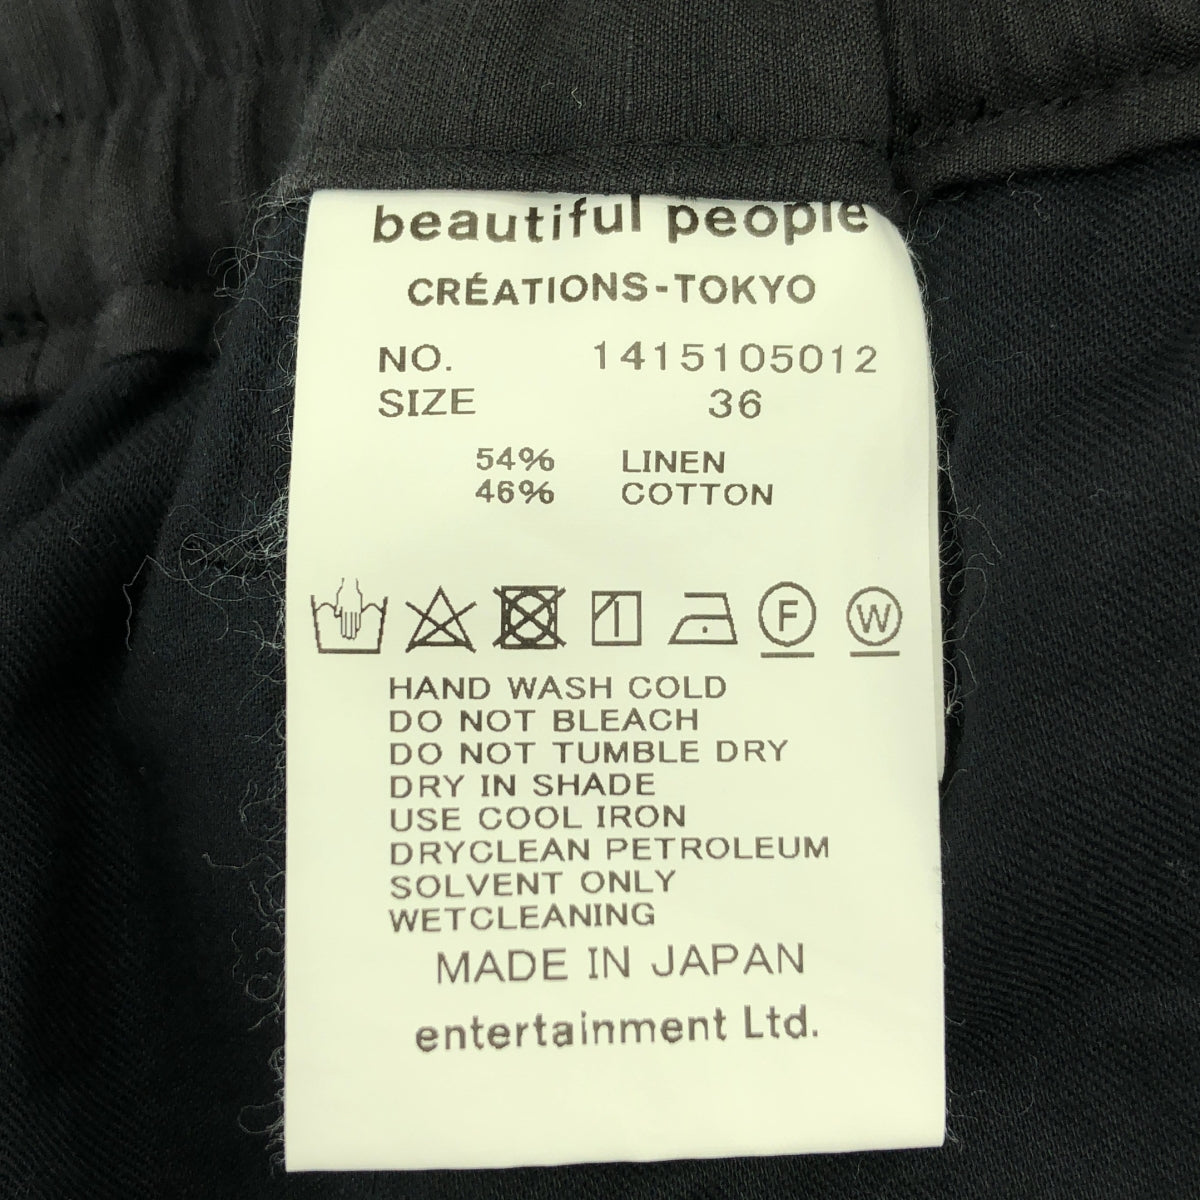 beautiful people
CRÉATIONS-TOKYO
NO. 1415105012
SIZE 36
54% LINEN
46% COTTON
F W
HAND WASH COLD
DO NOT BLEACH
DO NOT TUMBLE DRY
DRY IN SHADE
USE COOL IRON
DRYCLEAN PETROLEUM
SOLVENT ONLY
WETCLEANING
MADE IN JAPAN
entertainment Ltd.